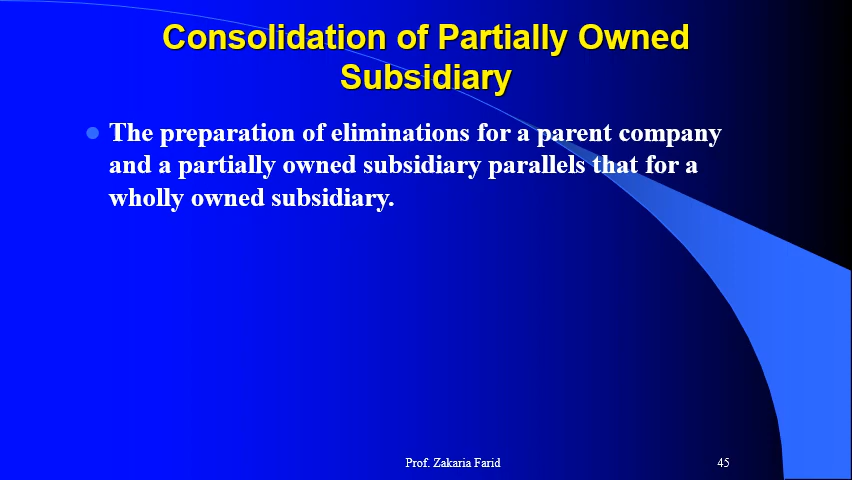 Consolidation of Partially Owned
Subsidiary
The preparation of eliminations for a parent company
and a partially owned subsidiary parallels that for a
wholly owned subsidiary.
Prof. Zakaria Farid
45